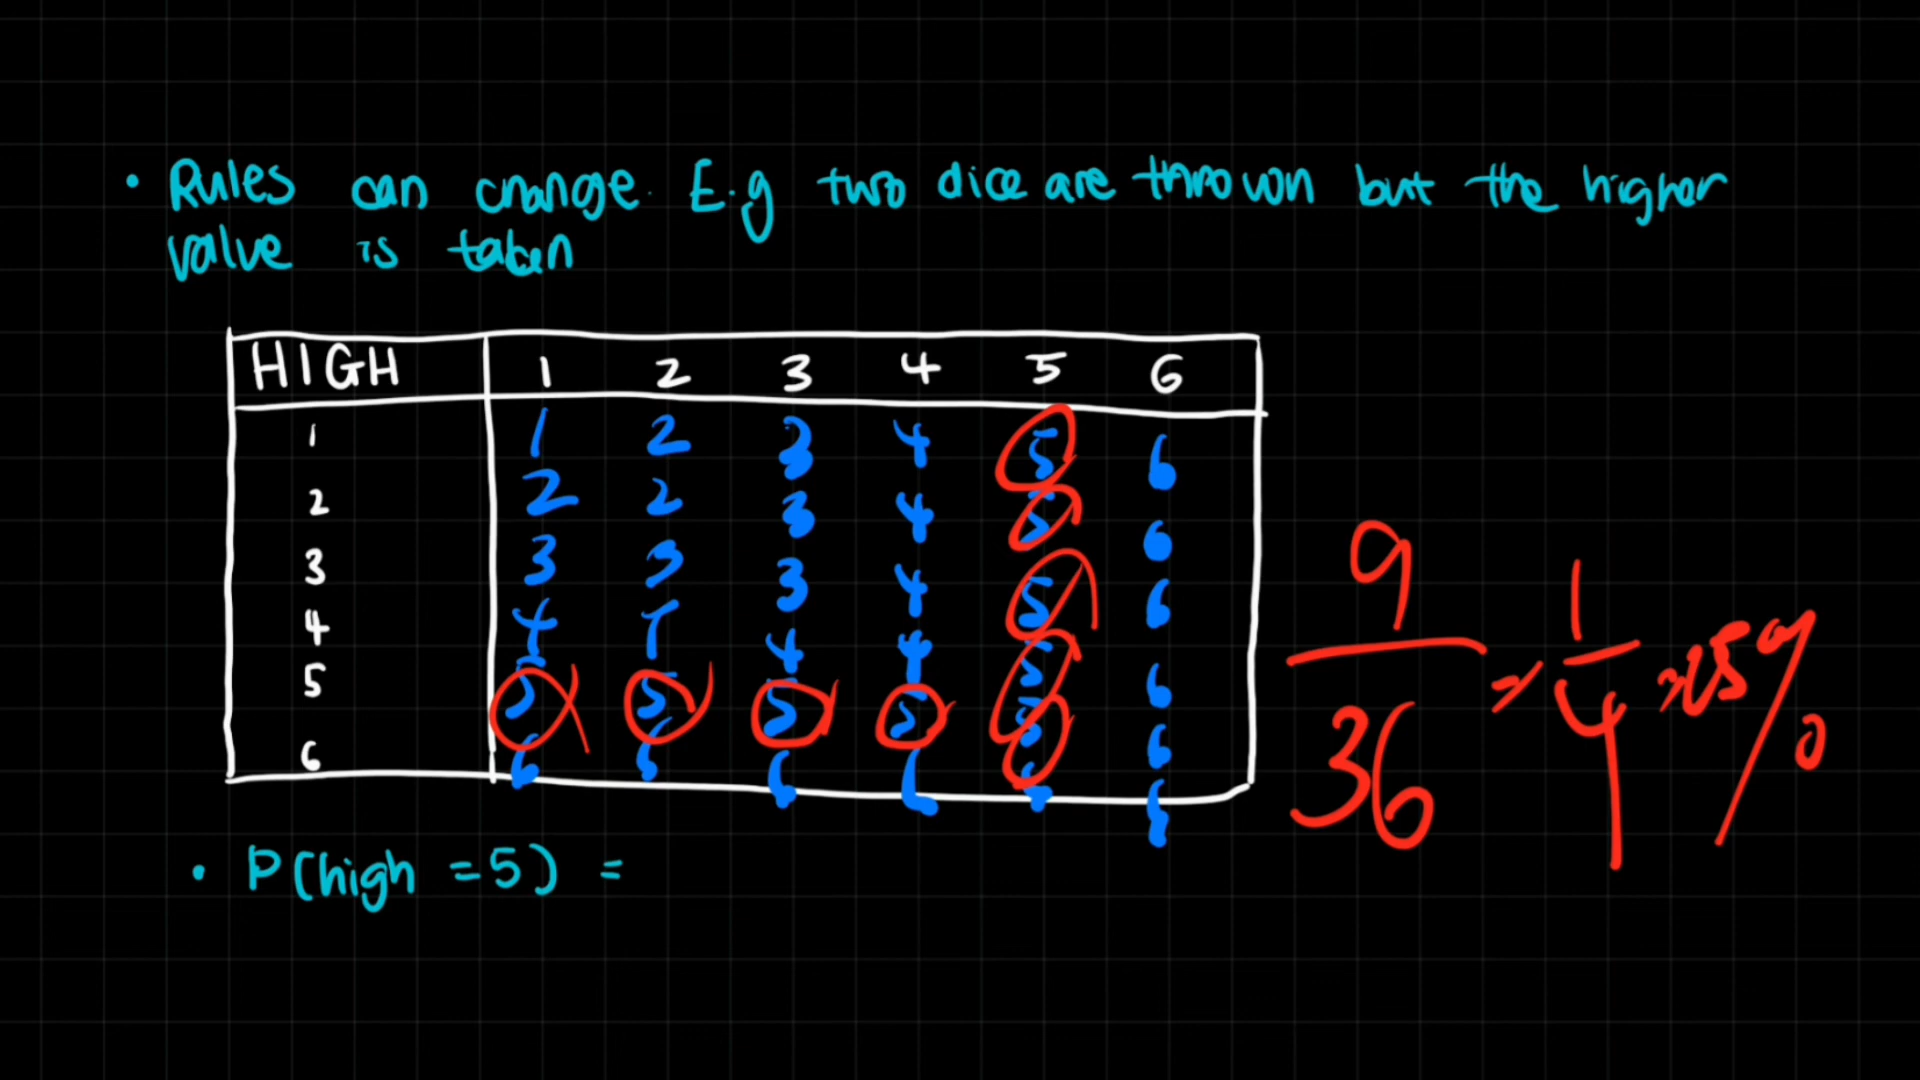 • Rules can change. E.g two dice are thrown but the higher
value is taken
HIGH 1 2 3 4 5 6
1 1 2 3 4 5 6
2 2 2 3 4 5 6
3 3 3 3 4 5 6
4 4 4 4 4 5 6
5 5 5 5 5 5 6
6 6 6 6 6 6 6
9/36 = 1/4 = 25%
• P(high = 5) =